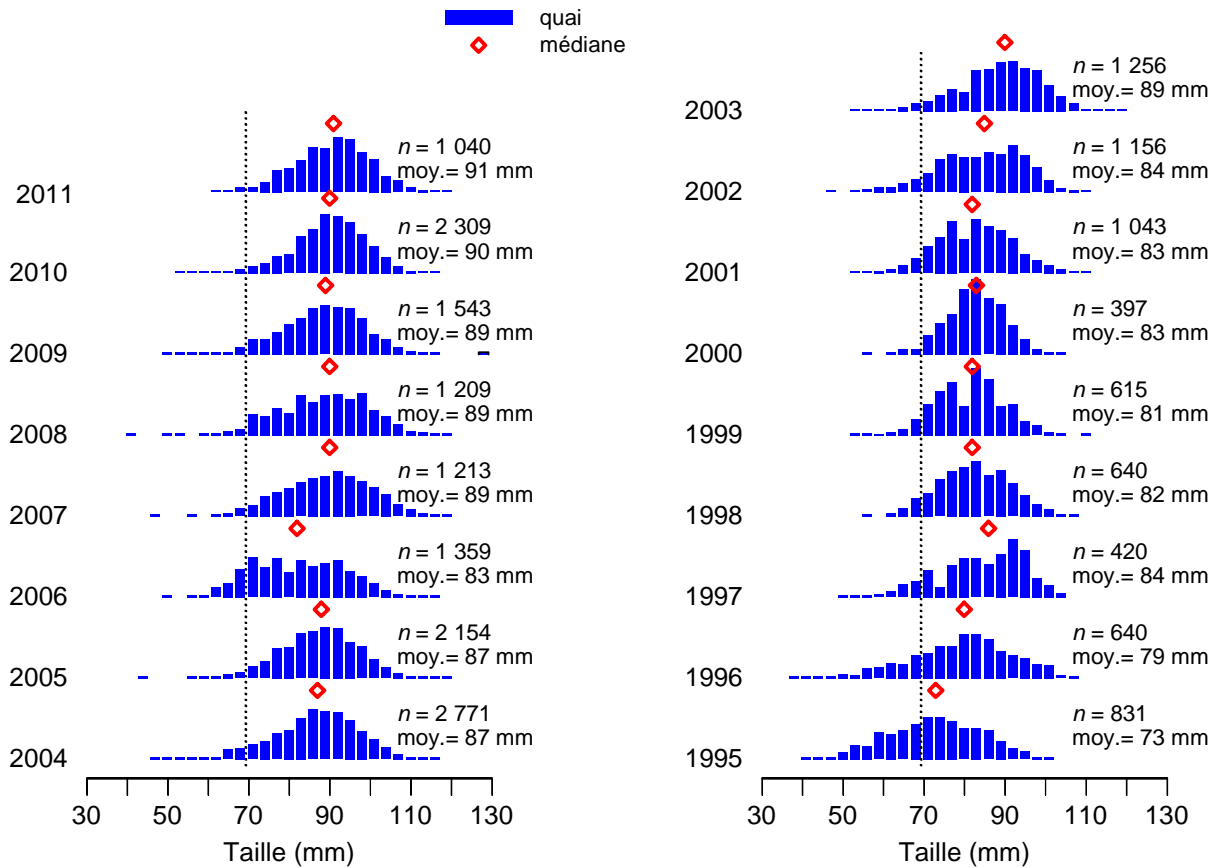 quai
médiane
2011
n = 1 040
moy.= 91 mm
2010
n = 2 309
moy.= 90 mm
2009
n = 1 543
moy.= 89 mm
2008
n = 1 209
moy.= 89 mm
2007
n = 1 213
moy.= 89 mm
2006
n = 1 359
moy.= 83 mm
2005
n = 2 154
moy.= 87 mm
2004
n = 2 771
moy.= 87 mm
30 50 70 90 110 130
Taille (mm)
2003
n = 1 256
moy.= 89 mm
2002
n = 1 156
moy.= 84 mm
2001
n = 1 043
moy.= 83 mm
2000
n = 397
moy.= 83 mm
1999
n = 615
moy.= 81 mm
1998
n = 640
moy.= 82 mm
1997
n = 420
moy.= 84 mm
1996
n = 640
moy.= 79 mm
1995
n = 831
moy.= 73 mm
30 50 70 90 110 130
Taille (mm)